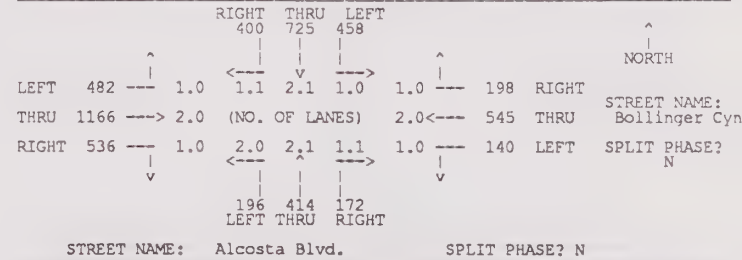 RIGHT THRU LEFT
400 725 458
^ | | | ^ ^
| <--- v ---> | NORTH
LEFT 482 --- 1.0 1.1 2.1 1.0 1.0 --- 198 RIGHT
STREET NAME:
THRU 1166 ---> 2.0 (NO. OF LANES) 2.0<--- 545 THRU Bollinger Cyn
RIGHT 536 --- 1.0 2.0 2.1 1.1 1.0 --- 140 LEFT SPLIT PHASE?
| <--- ^ ---> | N
v | | | v
196 414 172
LEFT THRU RIGHT
STREET NAME: Alcosta Blvd. SPLIT PHASE? N